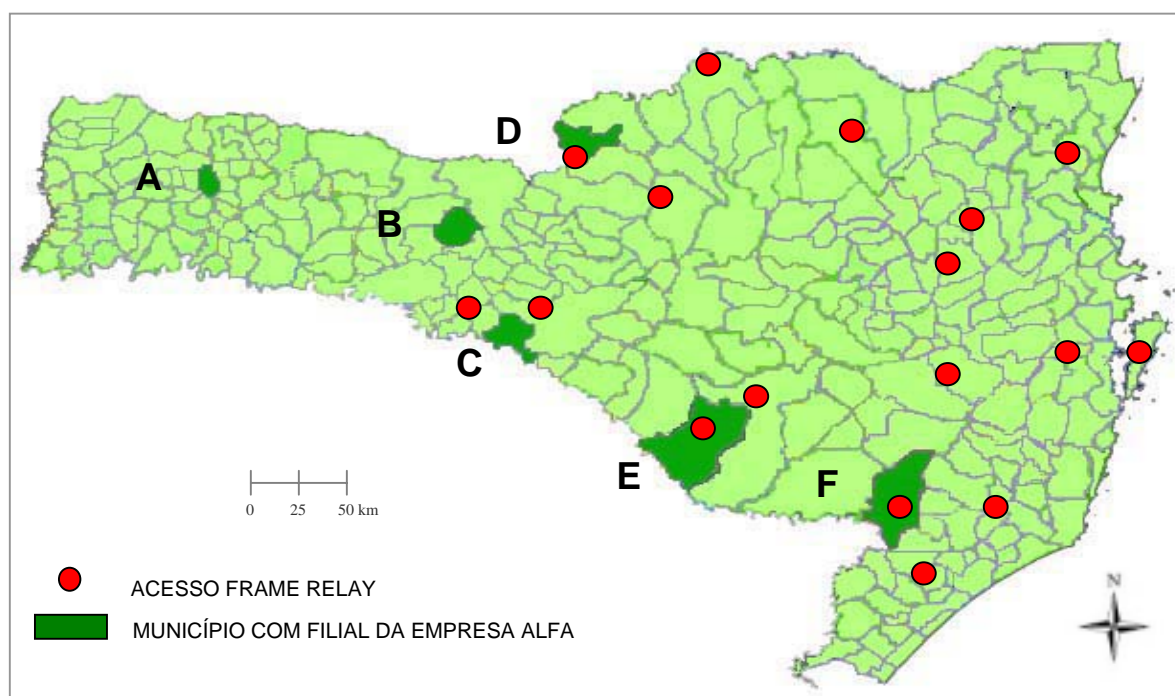 D
A
B
C
E
F
0 25 50 km
N
ACESSO FRAME RELAY
MUNICÍPIO COM FILIAL DA EMPRESA ALFA